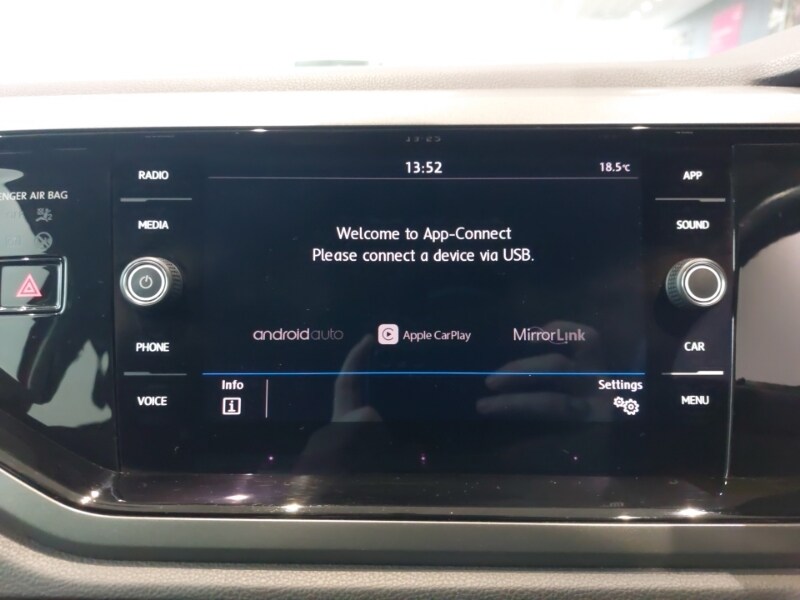 13:52
18.5°C
RADIO
APP
ENGER AIR BAG
MEDIA
SOUND
Welcome to App-Connect
Please connect a device via USB.
androidauto
Apple CarPlay
MirrorLink
PHONE
CAR
Info
Settings
VOICE
MENU